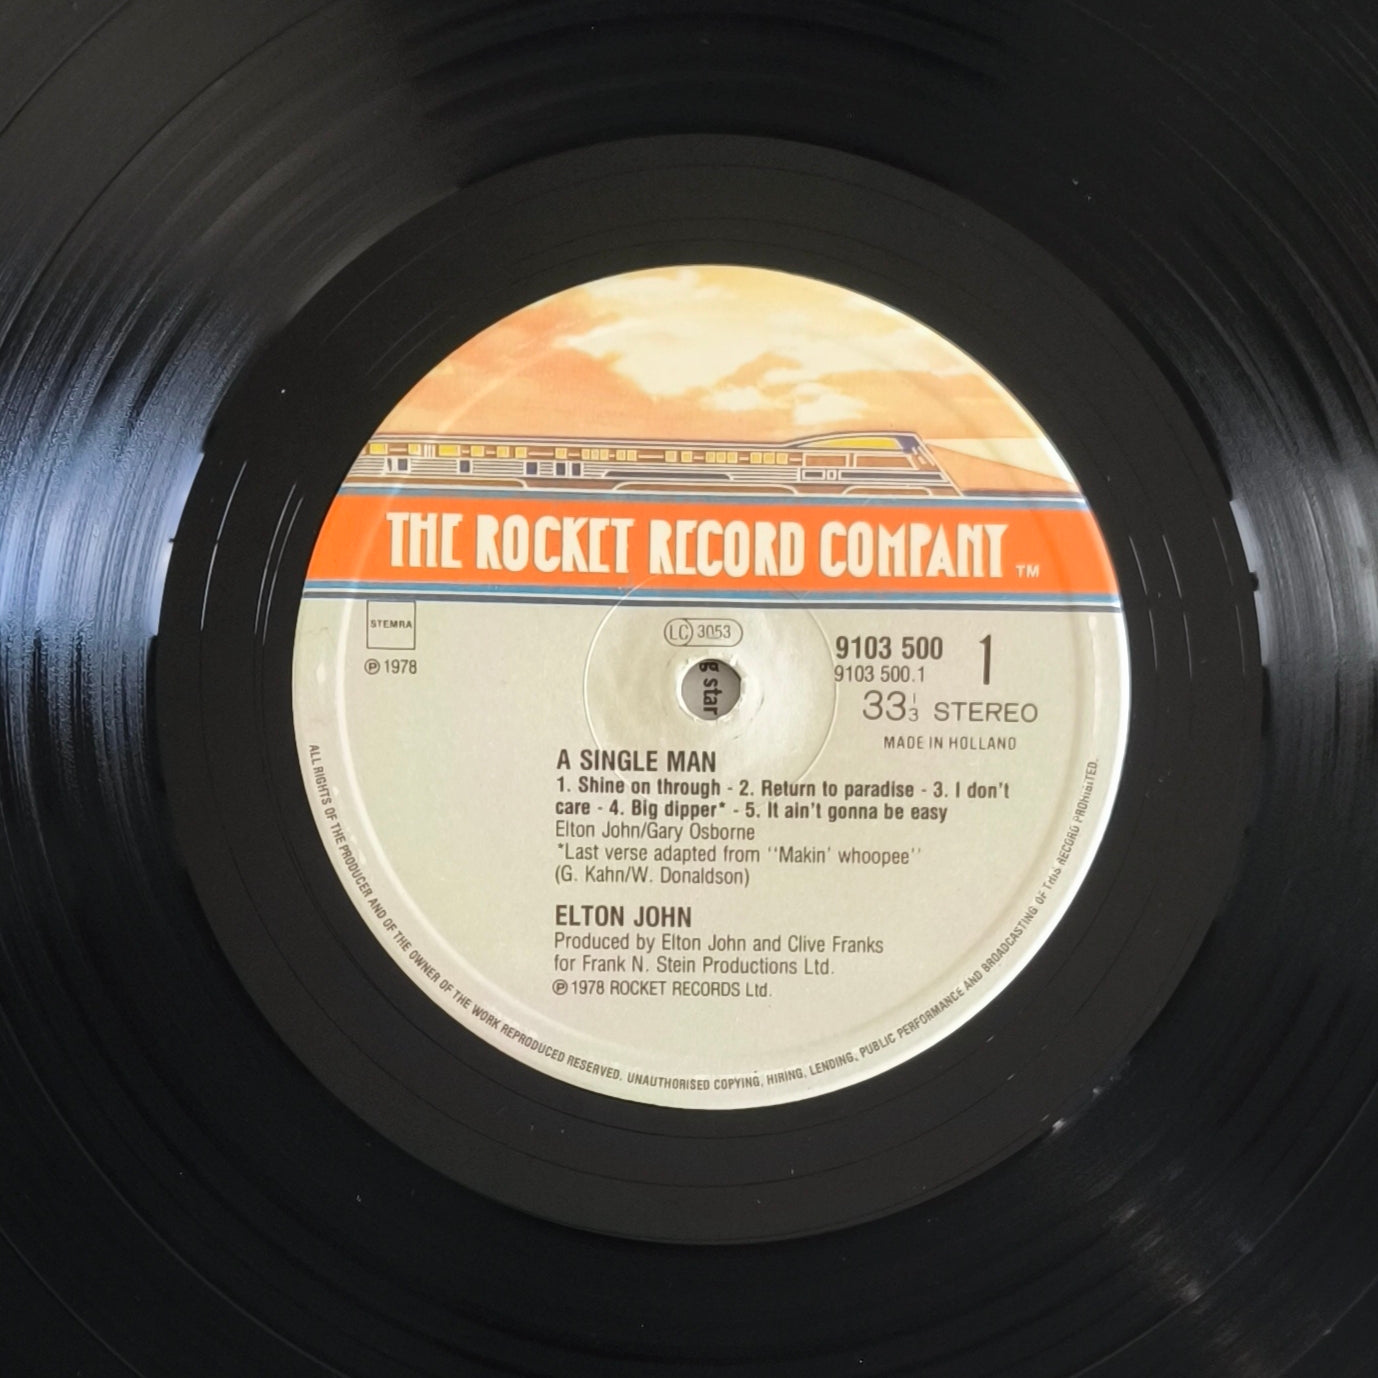 THE ROCKET RECORD COMPANY TM
STEMRA
℗ 1978
LC 3053
g star
9103 500 1
9103 500.1
33 1/3 STEREO
MADE IN HOLLAND
A SINGLE MAN
1. Shine on through - 2. Return to paradise - 3. I don't
care - 4. Big dipper* - 5. It ain't gonna be easy
Elton John/Gary Osborne
*Last verse adapted from "Makin' whoopee"
(G. Kahn/W. Donaldson)
ELTON JOHN
Produced by Elton John and Clive Franks
for Frank N. Stein Productions Ltd.
℗ 1978 ROCKET RECORDS Ltd.
ALL RIGHTS OF THE PRODUCER AND OF THE OWNER OF THE WORK REPRODUCED RESERVED. UNAUTHORISED COPYING, HIRING, LENDING, PUBLIC PERFORMANCE AND BROADCASTING OF THIS RECORD PROHIBITED.